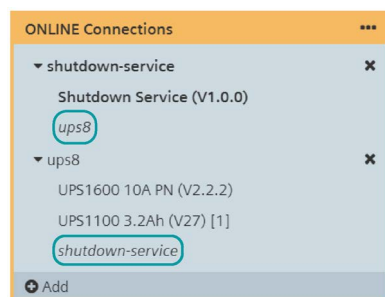 ONLINE Connections
shutdown-service
Shutdown Service (V1.0.0)
ups8
ups8
UPS1600 10A PN (V2.2.2)
UPS1100 3.2Ah (V27) [1]
shutdown-service
Add